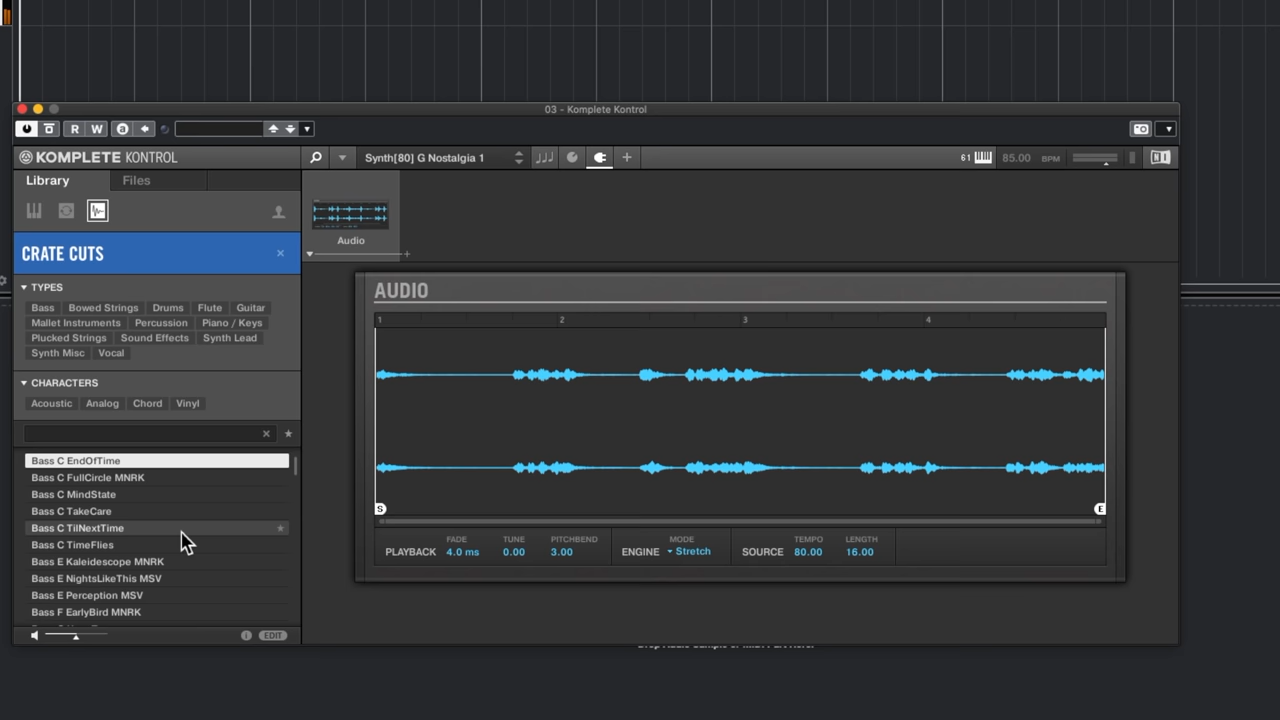 03 - Komplete Kontrol
R W a
KOMPLETE KONTROL
Synth[80] G Nostalgia 1
61
85.00 BPM
Library Files
Audio
CRATE CUTS
TYPES
Bass Bowed Strings Drums Flute Guitar
Mallet Instruments Percussion Piano / Keys
Plucked Strings Sound Effects Synth Lead
Synth Misc Vocal
CHARACTERS
Acoustic Analog Chord Vinyl
Bass C EndOfTime
Bass C FullCircle MNRK
Bass C MindState
Bass C TakeCare
Bass C TilNextTime
Bass C TimeFlies
Bass E Kaleidescope MNRK
Bass E NightsLikeThis MSV
Bass E Perception MSV
Bass F EarlyBird MNRK
EDIT
AUDIO
1 2 3 4
S E
FADE TUNE PITCHBEND MODE TEMPO LENGTH
PLAYBACK 4.0 ms 0.00 3.00 ENGINE Stretch SOURCE 80.00 16.00